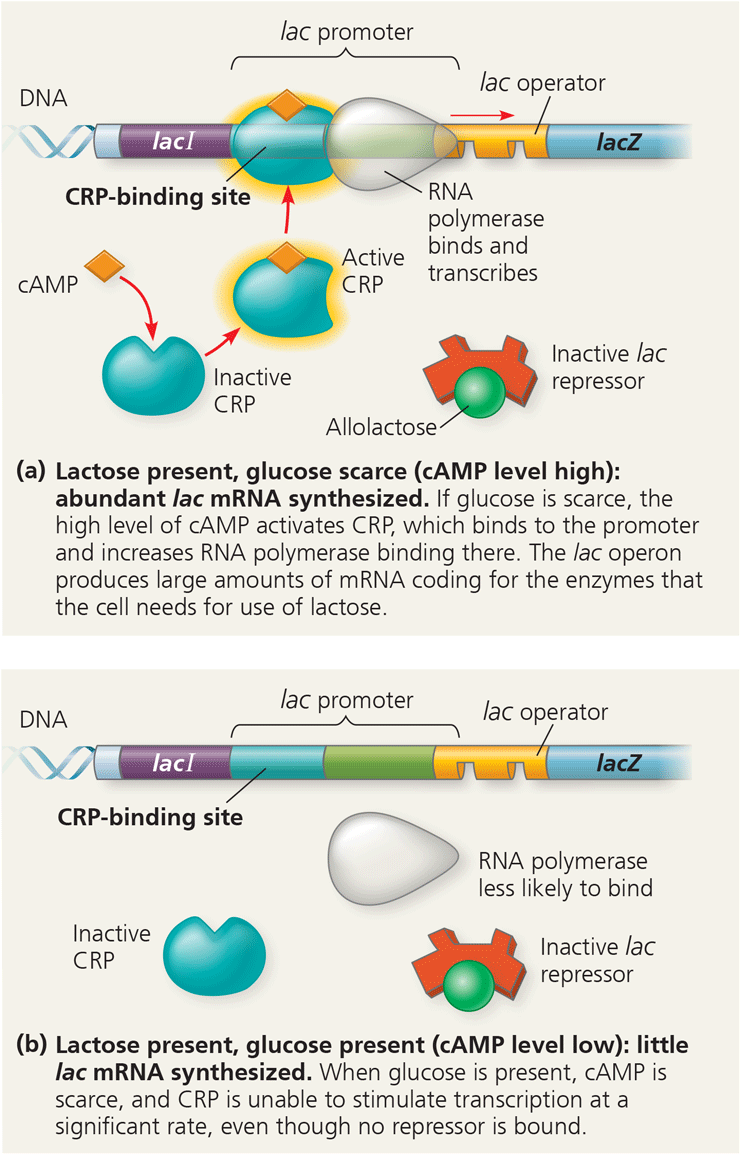 lac promoter
lac operator
DNA
lacI
lacZ
CRP-binding site
RNA
polymerase
binds and
transcribes
Active
CRP
cAMP
Inactive
CRP
Inactive lac
repressor
Allolactose
(a) Lactose present, glucose scarce (cAMP level high):
abundant lac mRNA synthesized. If glucose is scarce, the
high level of cAMP activates CRP, which binds to the promoter
and increases RNA polymerase binding there. The lac operon
produces large amounts of mRNA coding for the enzymes that
the cell needs for use of lactose.
lac promoter
DNA
lac operator
lacI
lacZ
CRP-binding site
RNA polymerase
less likely to bind
Inactive
CRP
Inactive lac
repressor
(b) Lactose present, glucose present (cAMP level low): little
lac mRNA synthesized. When glucose is present, cAMP is
scarce, and CRP is unable to stimulate transcription at a
significant rate, even though no repressor is bound.